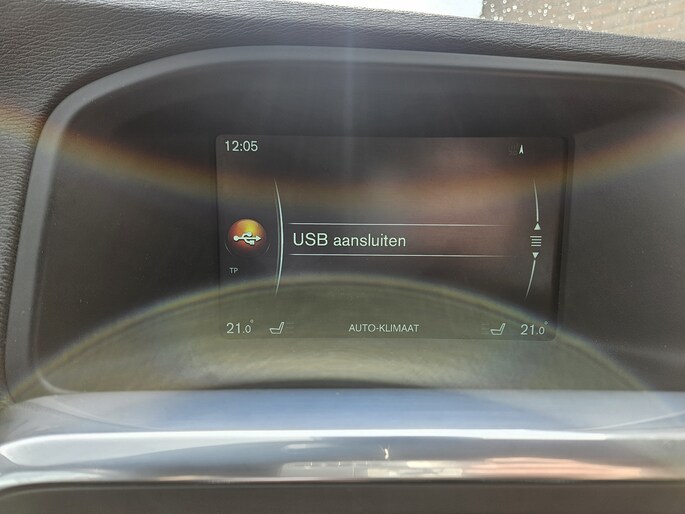 12:05
USB aansluiten
TP
21.0° AUTO-KLIMAAT 21.0°